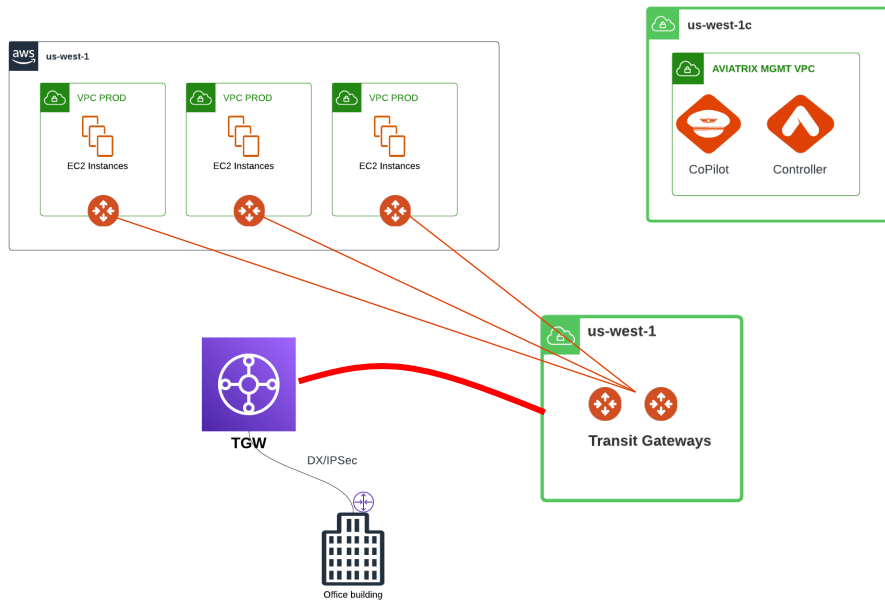 aws
us-west-1
VPC PROD
VPC PROD
VPC PROD
EC2 Instances
EC2 Instances
EC2 Instances
us-west-1c
AVIATRIX MGMT VPC
CoPilot
Controller
us-west-1
Transit Gateways
TGW
DX/IPSec
Office building